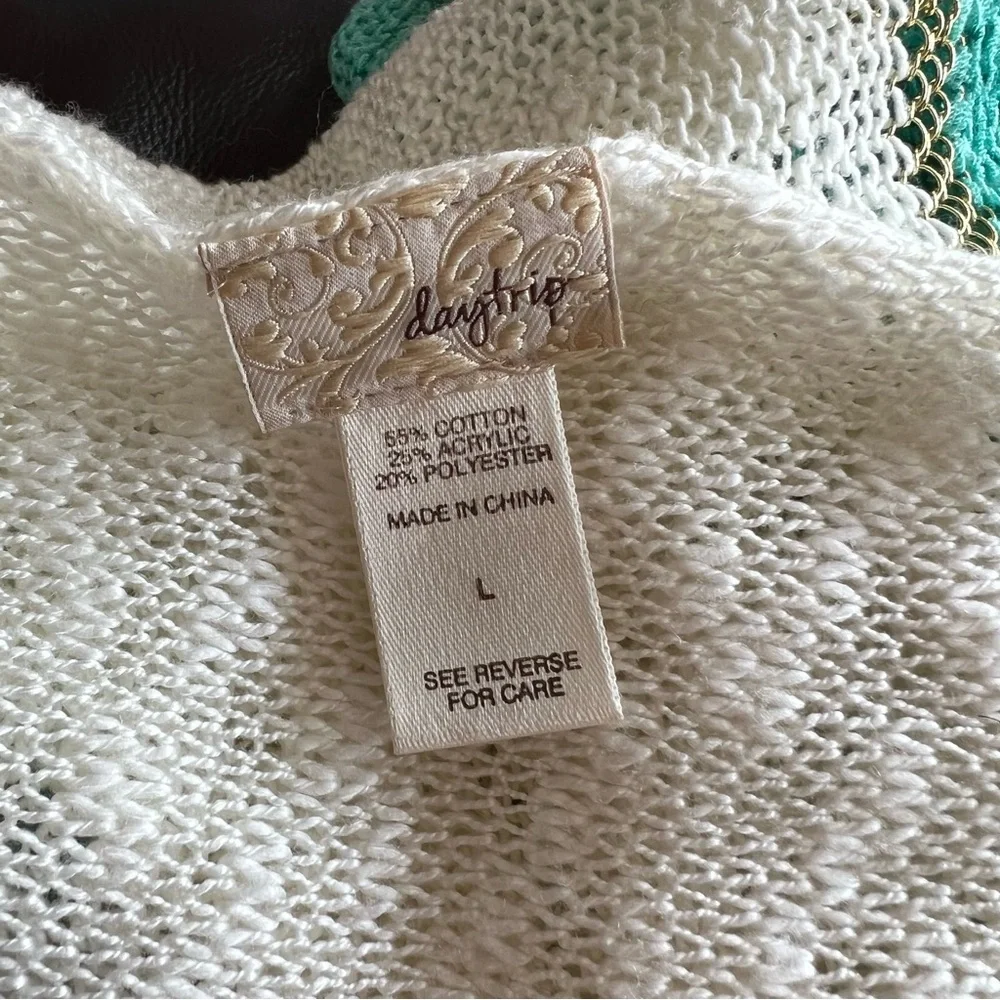 daytrip
55% COTTON
25% ACRYLIC
20% POLYESTER
MADE IN CHINA
L
SEE REVERSE
FOR CARE